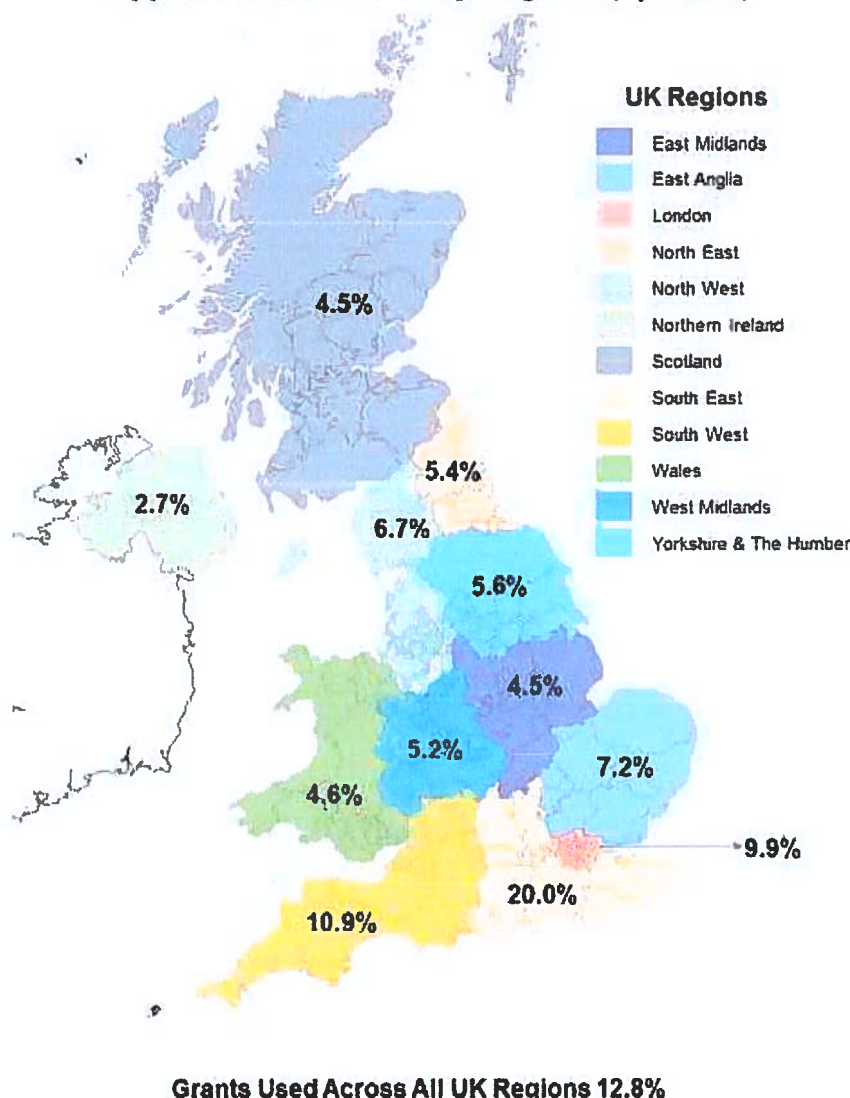 UK Regions
East Midlands
East Anglia
London
North East
North West
Northern Ireland
Scotland
South East
South West
Wales
West Midlands
Yorkshire & The Humber
4.5%
5.4%
2.7%
6.7%
5.6%
4.5%
5.2%
7.2%
4.6%
9.9%
20.0%
10.9%
Grants Used Across All UK Regions 12.8%